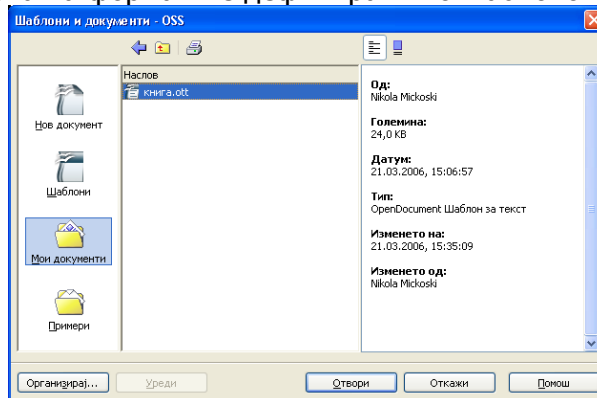 Шаблони и документи - OSS
Наслов
книга.ott
Нов документ
Шаблони
Мои документи
Примери
Од:
Nikola Mickoski
Големина:
24,0 KB
Датум:
21.03.2006, 15:06:57
Тип:
OpenDocument Шаблон за текст
Изменето на:
21.03.2006, 15:35:09
Изменето од:
Nikola Mickoski
Организирај...
Уреди
Отвори
Откажи
Помош